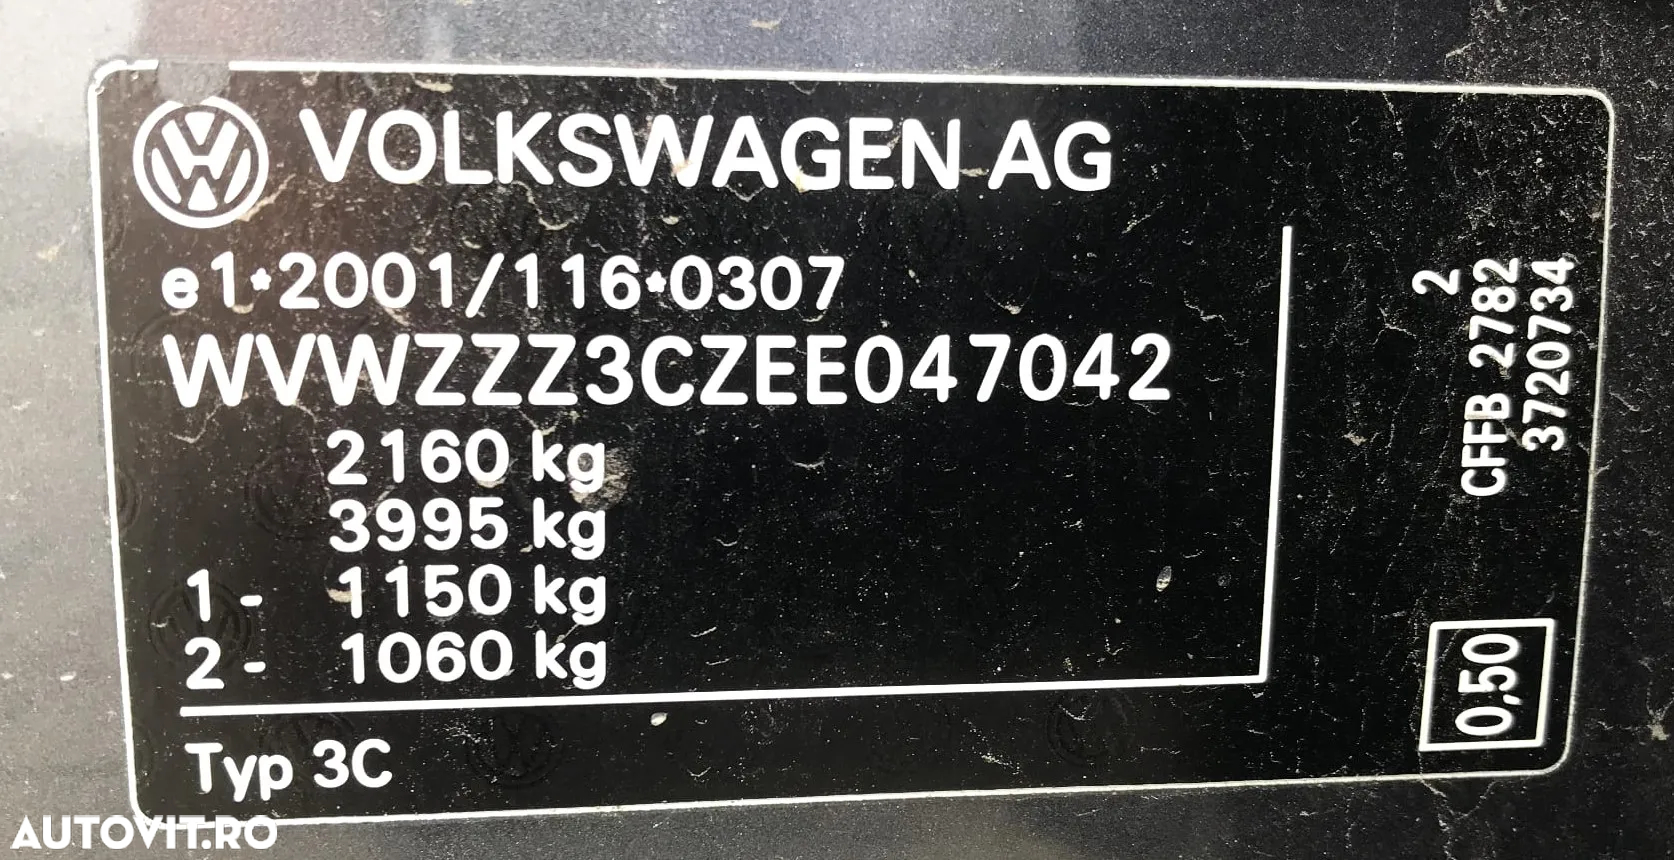 VOLKSWAGEN AG
e1*2001/116*0307
WVWZZZ3CZEE047042
2160 kg
3995 kg
1 - 1150 kg
2 - 1060 kg
Typ 3C
2
CFFB 2782
3720734
0,50
AUTOVIT.RO